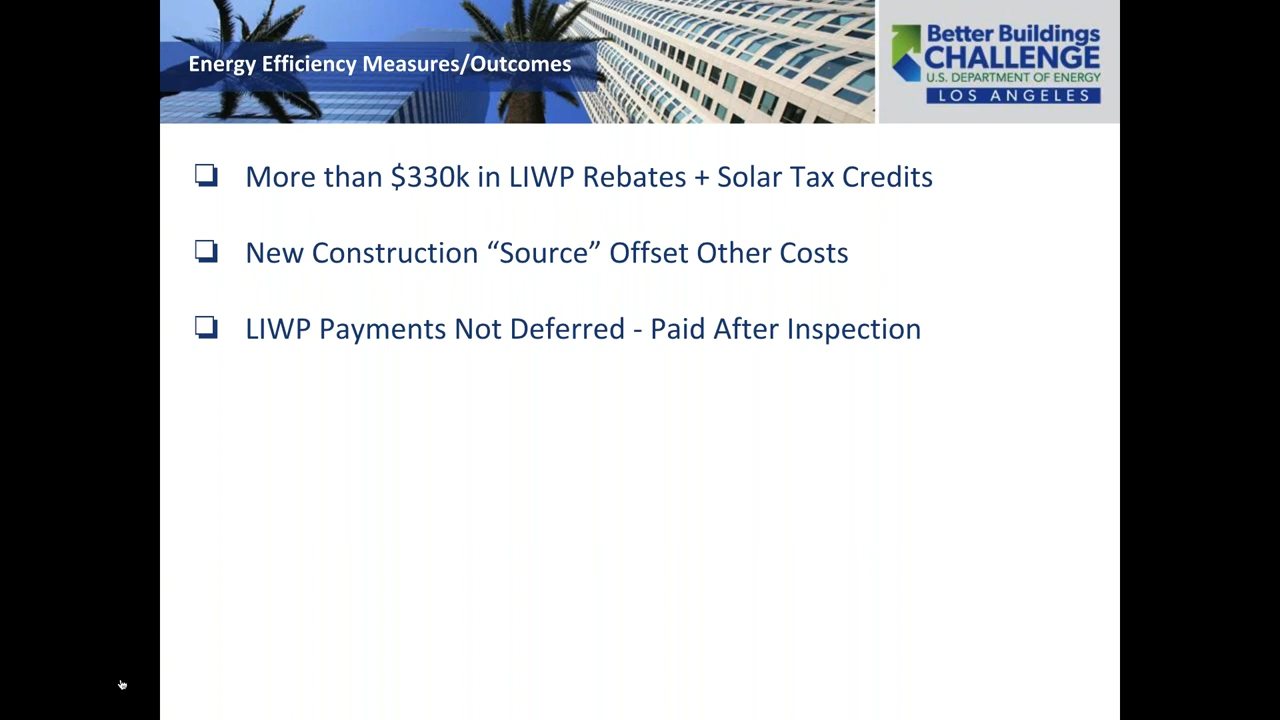 Energy Efficiency Measures/Outcomes
Better Buildings
CHALLENGE
U.S. DEPARTMENT OF ENERGY
LOS ANGELES
More than $330k in LIWP Rebates + Solar Tax Credits
New Construction “Source” Offset Other Costs
LIWP Payments Not Deferred - Paid After Inspection